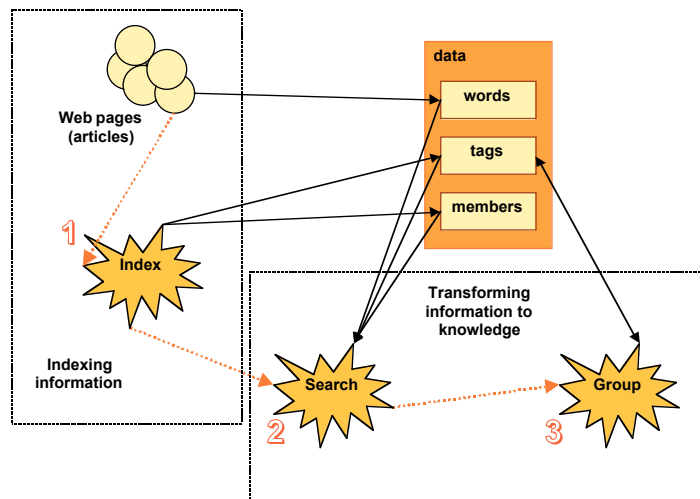 data
words
Web pages
(articles)
tags
members
1
Index
Transforming
information to
knowledge
Indexing
information
Search
Group
2
3